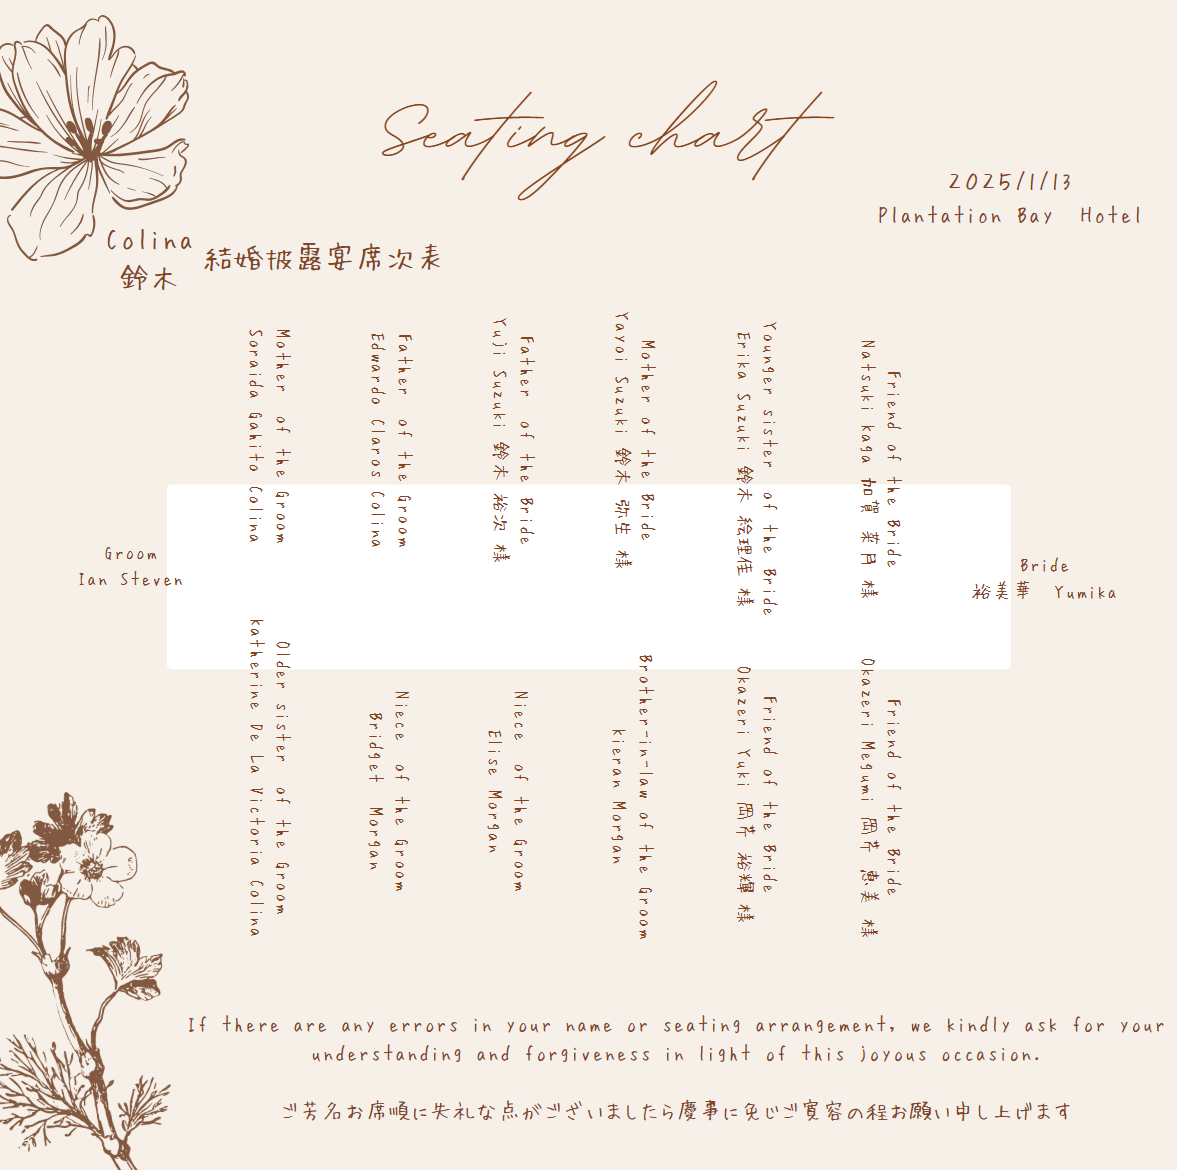 Seating chart
2025/1/13
Plantation Bay Hotel
Colina
鈴木
結婚披露宴席次表
Mother of the Groom
Soraida Gahito Colina
Father of the Groom
Edwardo Claros Colina
Father of the Bride
Yuji Suzuki 鈴木 裕次 様
Mother of the Bride
Yayoi Suzuki 鈴木 弥生 様
Younger sister of the Bride
Erika Suzuki 鈴木 絵理佳 様
Friend of the Bride
Natsuki Kaga 加賀 菜月 様
Groom
Ian Steven
Bride
裕美華 Yumika
Older sister of the Groom
Katherine De La Victoria Colina
Niece of the Groom
Bridget Morgan
Niece of the Groom
Elise Morgan
Brother-in-law of the Groom
Kieran Morgan
Friend of the Bride
Okazeri Yuki 岡芹 裕輝 様
Friend of the Bride
Okazeri Megumi 岡芹 恵美 様
If there are any errors in your name or seating arrangement, we kindly ask for your
understanding and forgiveness in light of this joyous occasion.
ご芳名お席順に失礼な点がございましたら慶事に免じご寛容の程お願い申し上げます